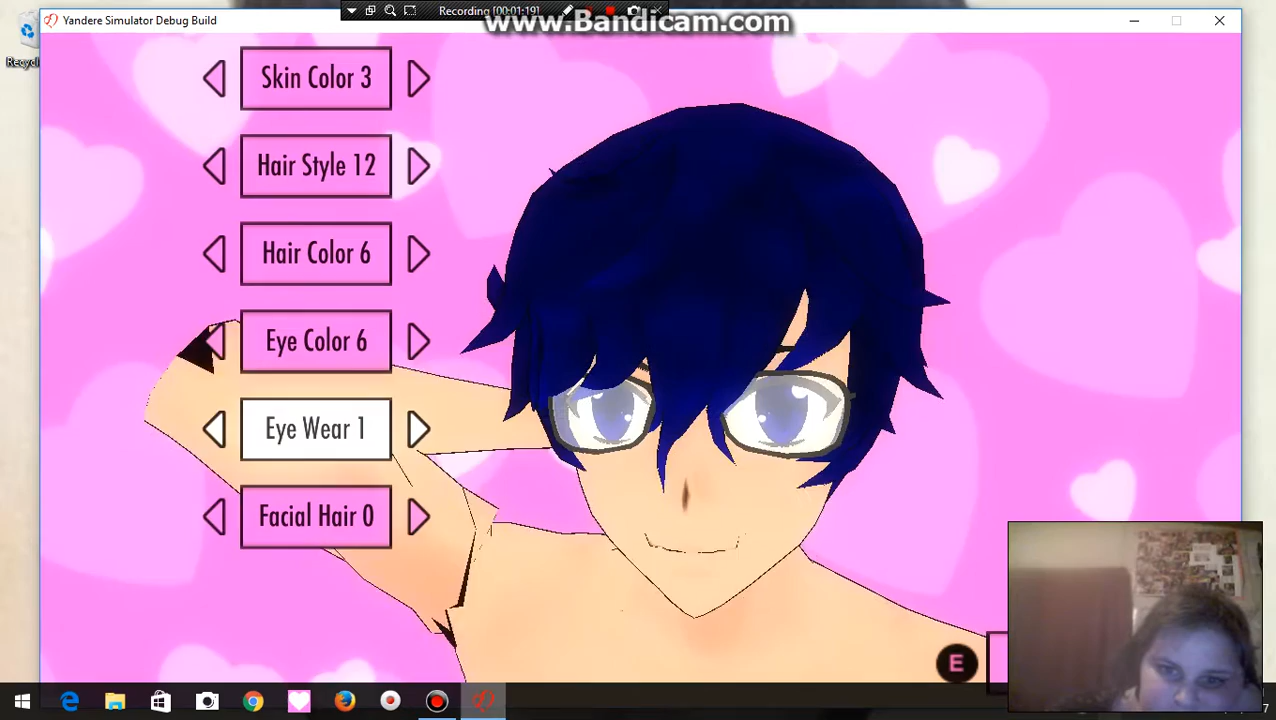 Yandere Simulator Debug Build
Recording [00:01:19]
www.Bandicam.com
Skin Color 3
Hair Style 12
Hair Color 6
Eye Color 6
Eye Wear 1
Facial Hair 0
E